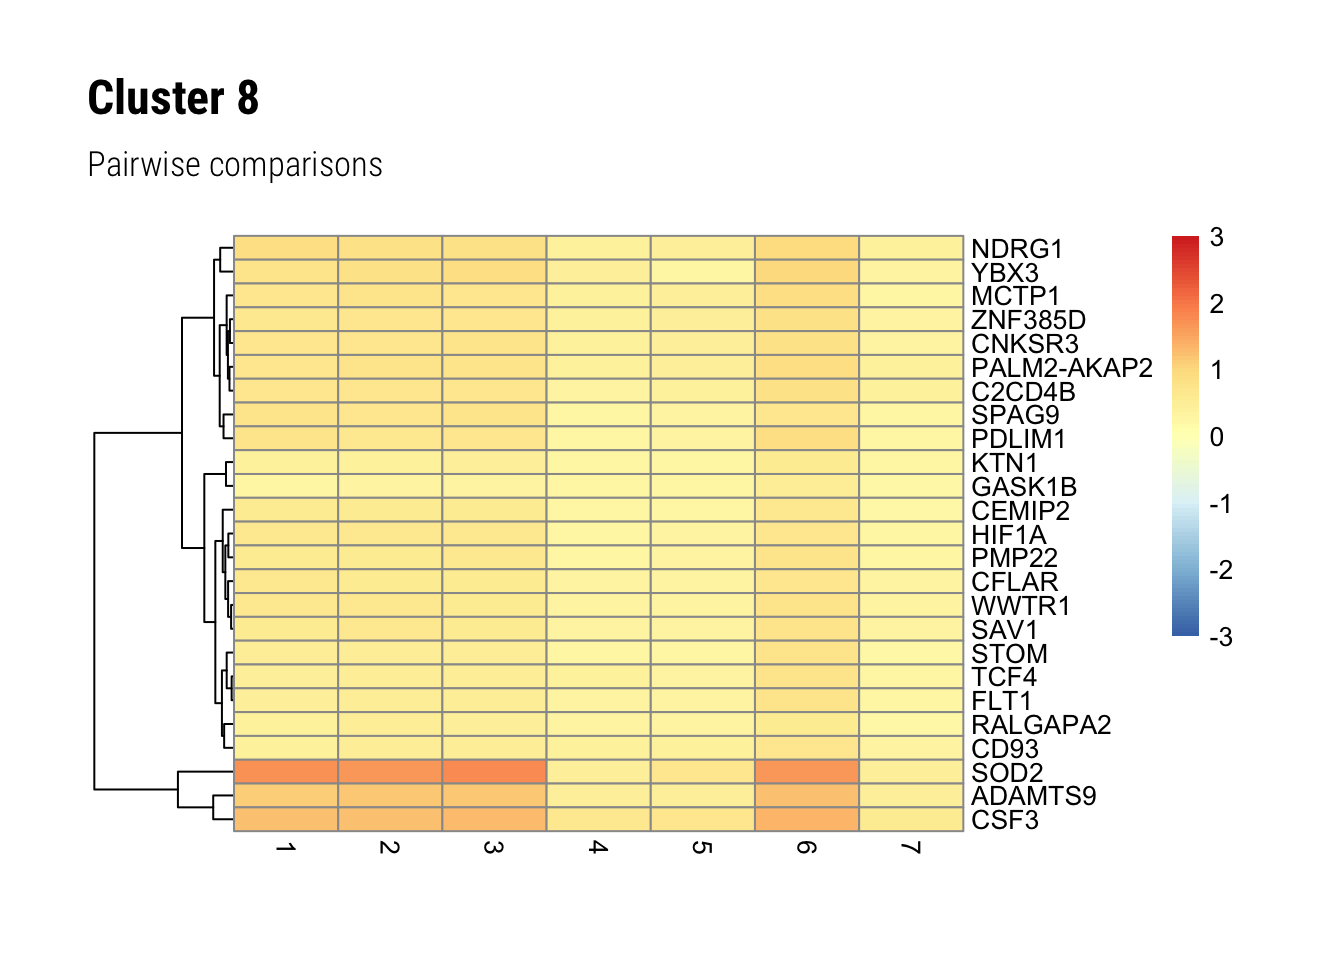 Cluster 8
Pairwise comparisons
NDRG1
YBX3
MCTP1
ZNF385D
CNKSR3
PALM2-AKAP2
C2CD4B
SPAG9
PDLIM1
KTN1
GASK1B
CEMIP2
HIF1A
PMP22
CFLAR
WWTR1
SAV1
STOM
TCF4
FLT1
RALGAPA2
CD93
SOD2
ADAMTS9
CSF3
1 2 3 4 5 6 7
3
2
1
0
-1
-2
-3